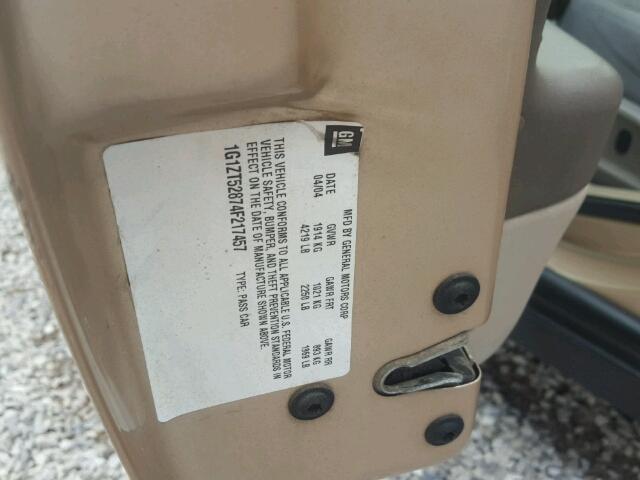 GM
MFD BY GENERAL MOTORS CORP
DATE GVWR GAWR FRT GAWR RR
04/04 1914 KG 1021 KG 893 KG
4219 LB 2250 LB 1969 LB
THIS VEHICLE CONFORMS TO ALL APPLICABLE U.S. FEDERAL MOTOR
VEHICLE SAFETY, BUMPER, AND THEFT PREVENTION STANDARDS IN
EFFECT ON THE DATE OF MANUFACTURE SHOWN ABOVE.
1G1ZT52874F217457 TYPE: PASS CAR